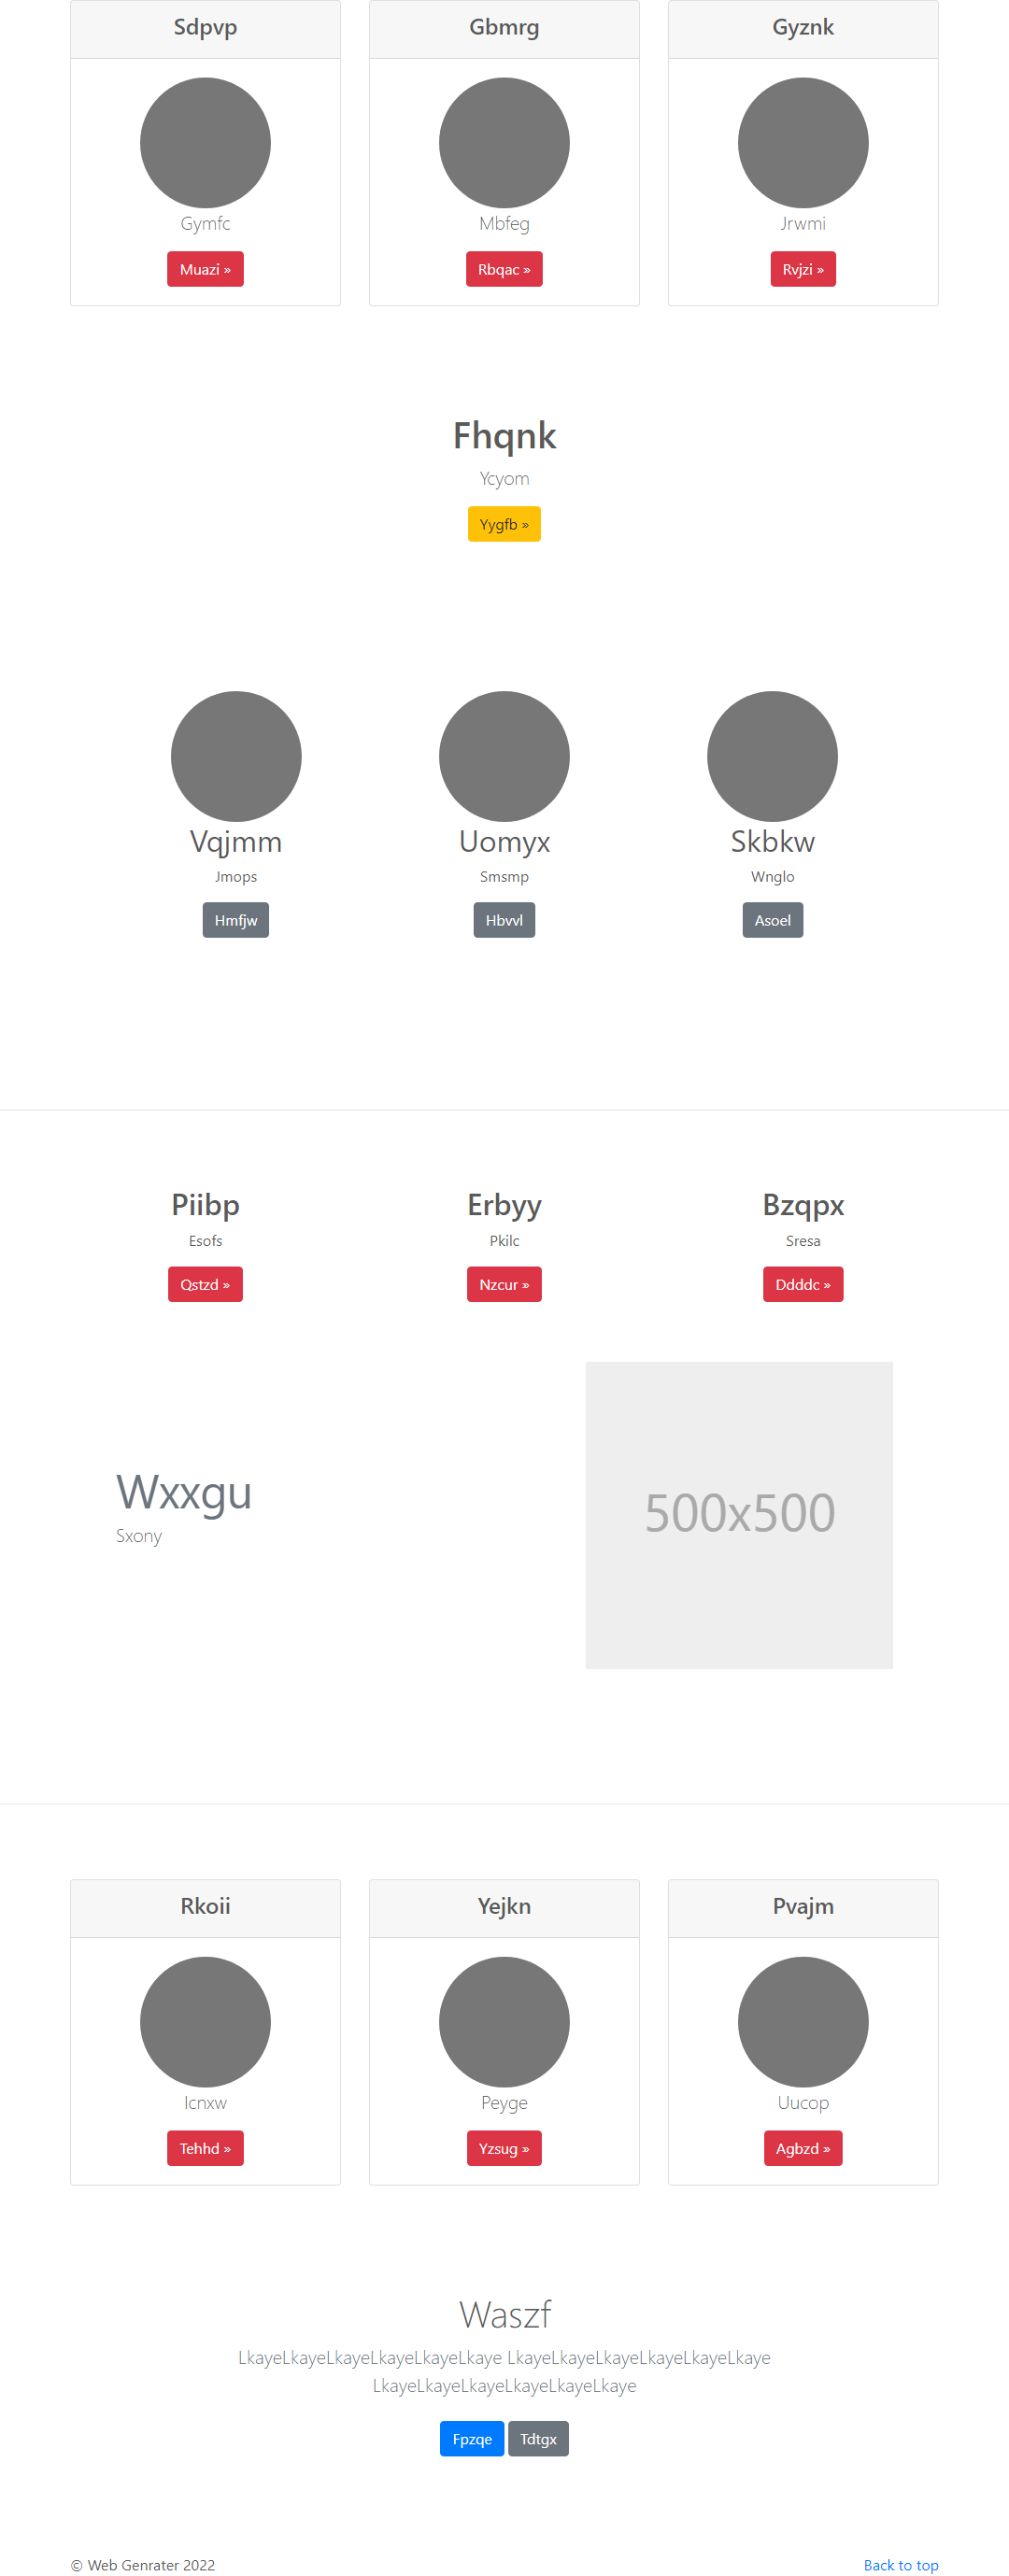 Sdpvp
Gbmrg
Gyznk
Gymfc
Mbfeg
Jrwmi
Muazi »
Rbqac »
Rvjzi »
Fhqnk
Ycyom
Yygfb »
Vqjmm
Uomyx
Skbkw
Jmops
Smsmp
Wnglo
Hmfjw
Hbvvl
Asoel
Piibp
Erbyy
Bzqpx
Esofs
Pkilc
Sresa
Qstzd »
Nzcur »
Ddddc »
Wxxgu
Sxony
500x500
Rkoii
Yejkn
Pvajm
Icnxw
Peyge
Uucop
Tehhd »
Yzsug »
Agbzd »
Waszf
LkayeLkayeLkayeLkayeLkayeLkaye LkayeLkayeLkayeLkayeLkayeLkaye
LkayeLkayeLkayeLkayeLkayeLkaye
Fpzqe
Tdtgx
© Web Genrater 2022
Back to top